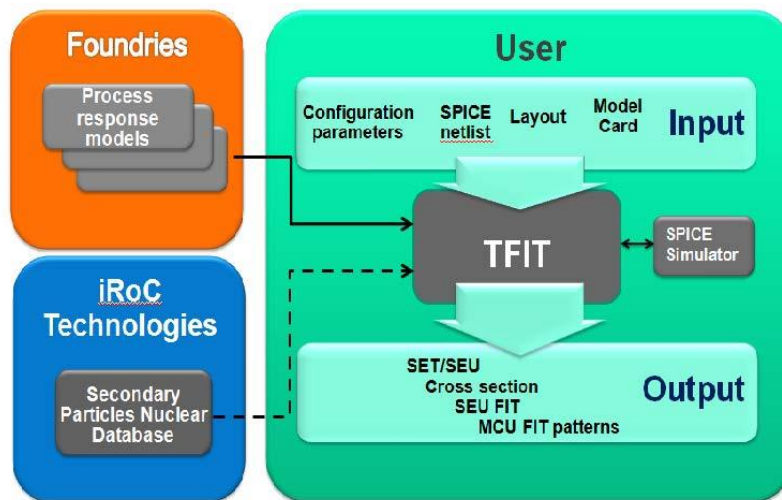 Foundries
Process
response
models
iRoC
Technologies
Secondary
Particles Nuclear
Database
User
Configuration
parameters
SPICE
netlist
Layout
Model
Card
Input
TFIT
SPICE
Simulator
SET/SEU
Cross section
SEU FIT
MCU FIT patterns
Output